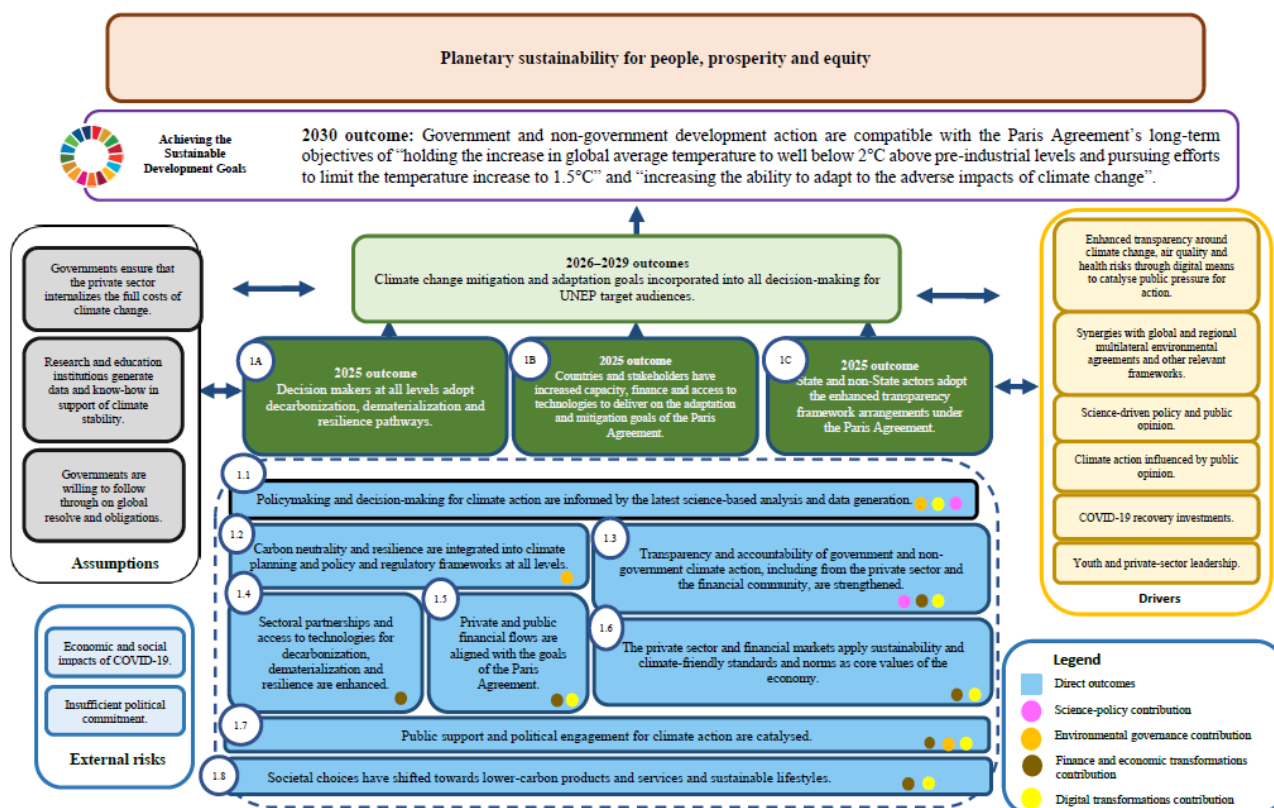 Planetary sustainability for people, prosperity and equity
Achieving the
Sustainable
Development Goals
2030 outcome: Government and non-government development action are compatible with the Paris Agreement’s long-term
objectives of “holding the increase in global average temperature to well below 2°C above pre-industrial levels and pursuing efforts
to limit the temperature increase to 1.5°C” and “increasing the ability to adapt to the adverse impacts of climate change”.
Governments ensure that
the private sector
internalizes the full costs of
climate change.
Research and education
institutions generate
data and know-how in
support of climate
stability.
Governments are
willing to follow
through on global
resolve and obligations.
Assumptions
Economic and social
impacts of COVID-19.
Insufficient political
commitment.
External risks
2026–2029 outcomes
Climate change mitigation and adaptation goals incorporated into all decision-making for
UNEP target audiences.
1A
2025 outcome
Decision makers at all levels adopt
decarbonization, dematerialization and
resilience pathways.
1B
2025 outcome
Countries and stakeholders have
increased capacity, finance and access to
technologies to deliver on the adaptation
and mitigation goals of the Paris
Agreement.
1C
2025 outcome
State and non-State actors adopt
the enhanced transparency
framework arrangements under
the Paris Agreement.
1.1
Policymaking and decision-making for climate action are informed by the latest science-based analysis and data generation.
1.2
Carbon neutrality and resilience are integrated into climate
planning and policy and regulatory frameworks at all levels.
1.3
Transparency and accountability of government and non-
government climate action, including from the private sector and
the financial community, are strengthened.
1.4
Sectoral partnerships and
access to technologies for
decarbonization,
dematerialization and
resilience are enhanced.
1.5
Private and public
financial flows are
aligned with the goals
of the Paris
Agreement.
1.6
The private sector and financial markets apply sustainability and
climate-friendly standards and norms as core values of the
economy.
1.7
Public support and political engagement for climate action are catalysed.
1.8
Societal choices have shifted towards lower-carbon products and services and sustainable lifestyles.
Enhanced transparency around
climate change, air quality and
health risks through digital means
to catalyse public pressure for
action.
Synergies with global and regional
multilateral environmental
agreements and other relevant
frameworks.
Science-driven policy and public
opinion.
Climate action influenced by public
opinion.
COVID-19 recovery investments.
Youth and private-sector leadership.
Drivers
Legend
Direct outcomes
Science-policy contribution
Environmental governance contribution
Finance and economic transformations
contribution
Digital transformations contribution